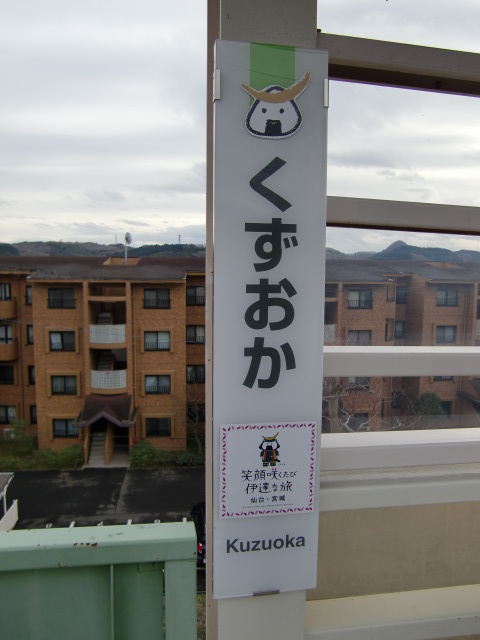 くずおか
笑顔咲くたび
伊達な旅
仙台・宮城
Kuzuoka